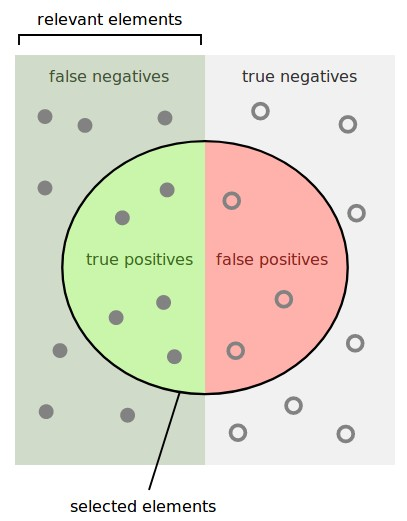 relevant elements
false negatives
true negatives
true positives
false positives
selected elements